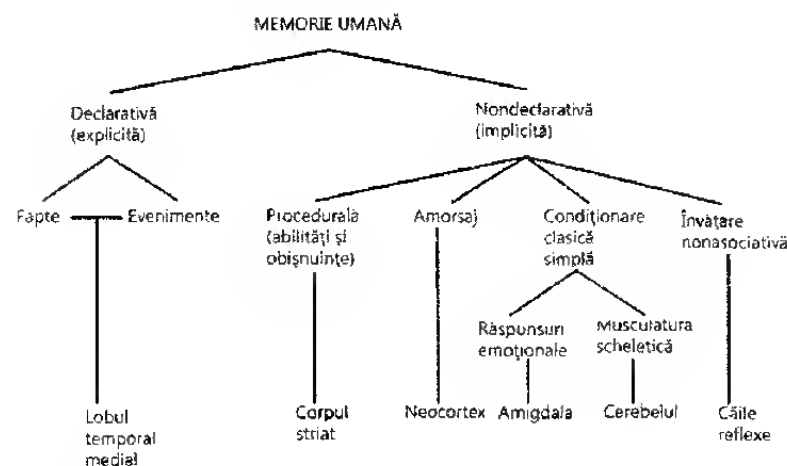 MEMORIE UMANĂ
Declarativă
(explicită)
Nondeclarativă
(implicită)
Fapte
Evenimente
Procedurală
(abilități și
obișnuințe)
Amorsaj
Condiționare
clasică
simplă
Învățare
nonasociativă
Răspunsuri
emoționale
Musculatura
scheletică
Lobul
temporal
medial
Corpul
striat
Neocortex
Amigdala
Cerebelul
Căile
reflexe